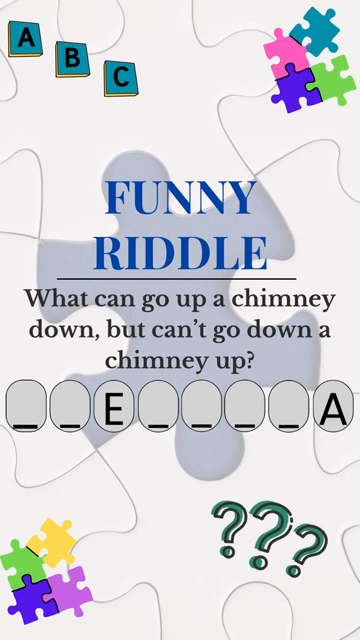 A
B
C
FUNNY
RIDDLE
What can go up a chimney
down, but can’t go down a
chimney up?
_ _ E _ _ _ _ A
???